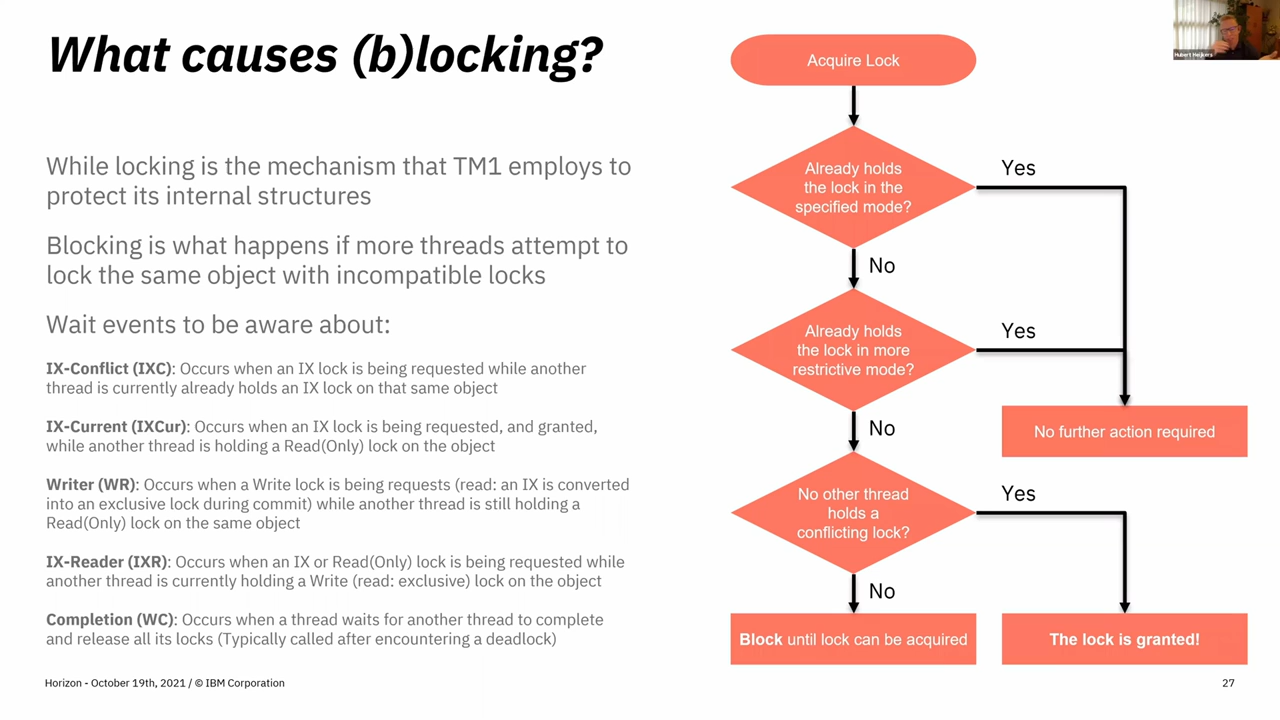 What causes (b)locking?
While locking is the mechanism that TM1 employs to
protect its internal structures
Blocking is what happens if more threads attempt to
lock the same object with incompatible locks
Wait events to be aware about:
IX-Conflict (IXC): Occurs when an IX lock is being requested while another
thread is currently already holds an IX lock on that same object
IX-Current (IXCur): Occurs when an IX lock is being requested, and granted,
while another thread is holding a Read(Only) lock on the object
Writer (WR): Occurs when a Write lock is being requests (read: an IX is converted
into an exclusive lock during commit) while another thread is still holding a
Read(Only) lock on the same object
IX-Reader (IXR): Occurs when an IX or Read(Only) lock is being requested while
another thread is currently holding a Write (read: exclusive) lock on the object
Completion (WC): Occurs when a thread waits for another thread to complete
and release all its locks (Typically called after encountering a deadlock)
Acquire Lock
Already holds
the lock in the
specified mode?
Yes
No
Already holds
the lock in more
restrictive mode?
Yes
No
No further action required
No other thread
holds a
conflicting lock?
Yes
No
Block until lock can be acquired
The lock is granted!
Horizon - October 19th, 2021 / © IBM Corporation
27
Hubert Heijkers